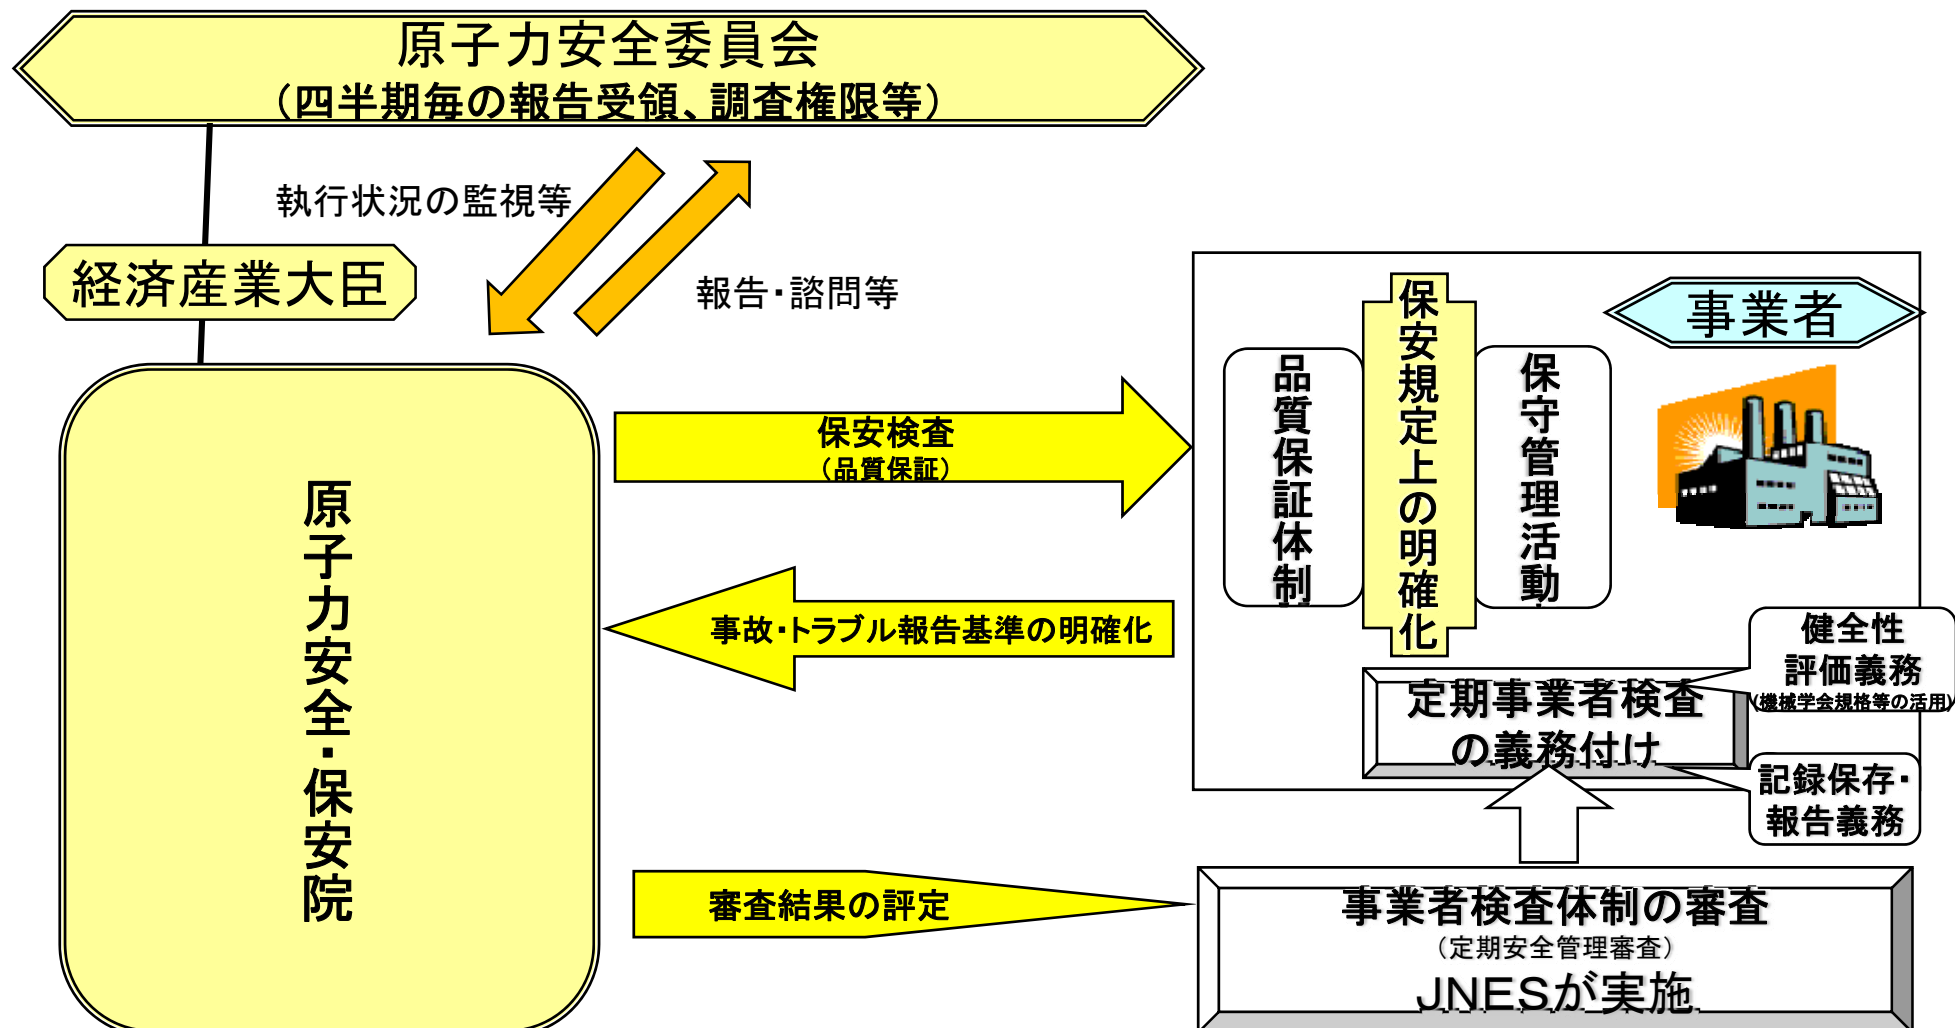 原子力安全委員会
（四半期毎の報告受領、調査権限等）
執行状況の監視等
経済産業大臣
報告・諮問等
原子力安全・保安院
保安検査
（品質保証）
事故・トラブル報告基準の明確化
審査結果の評定
事業者
品質保証体制
保安規定上の明確化
保守管理活動
健全性
評価義務
(機械学会規格等の活用)
定期事業者検査
の義務付け
記録保存・
報告義務
事業者検査体制の審査
（定期安全管理審査）
JNESが実施